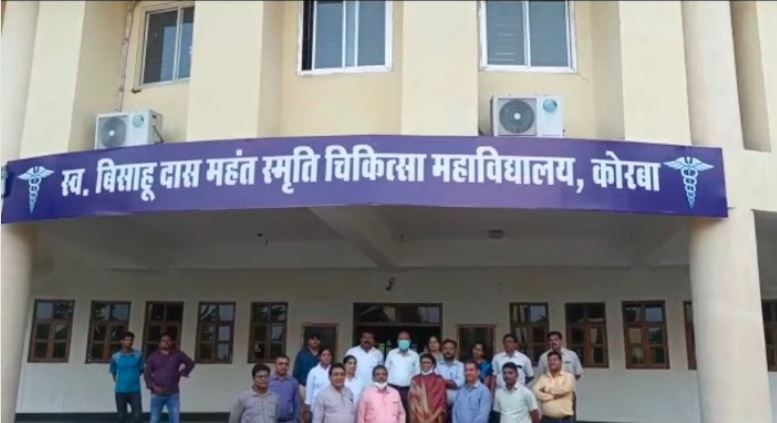 स्व. बिसाहू दास महंत स्मृति चिकित्सा महाविद्यालय, कोरबा